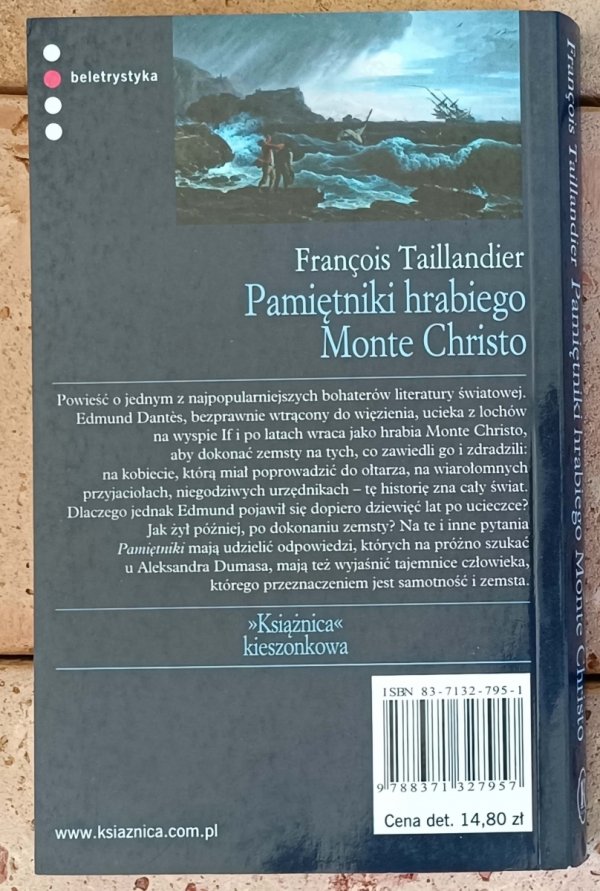 beletrystyka
François Taillandier
Pamiętniki hrabiego
Monte Christo
Powieść o jednym z najpopularniejszych bohaterów literatury światowej.
Edmund Dantès, bezprawnie wtrącony do więzienia, ucieka z lochów
na wyspie If i po latach wraca jako hrabia Monte Christo,
aby dokonać zemsty na tych, co zawiedli go i zdradzili:
na kobiecie, którą miał poprowadzić do ołtarza, na wiarołomnych
przyjaciołach, niegodziwych urzędnikach – tę historię zna cały świat.
Dlaczego jednak Edmund pojawił się dopiero dziewięć lat po ucieczce?
Jak żył później, po dokonaniu zemsty? Na te i inne pytania
Pamiętniki mają udzielić odpowiedzi, których na próżno szukać
u Aleksandra Dumasa, mają też wyjaśnić tajemnice człowieka,
którego przeznaczeniem jest samotność i zemsta.
»Książnica«
kieszonkowa
ISBN 83-7132-795-1
9 788371 327957
Cena det. 14,80 zł
www.ksiaznica.com.pl
François Taillandier Pamiętniki hrabiego Monte Christo